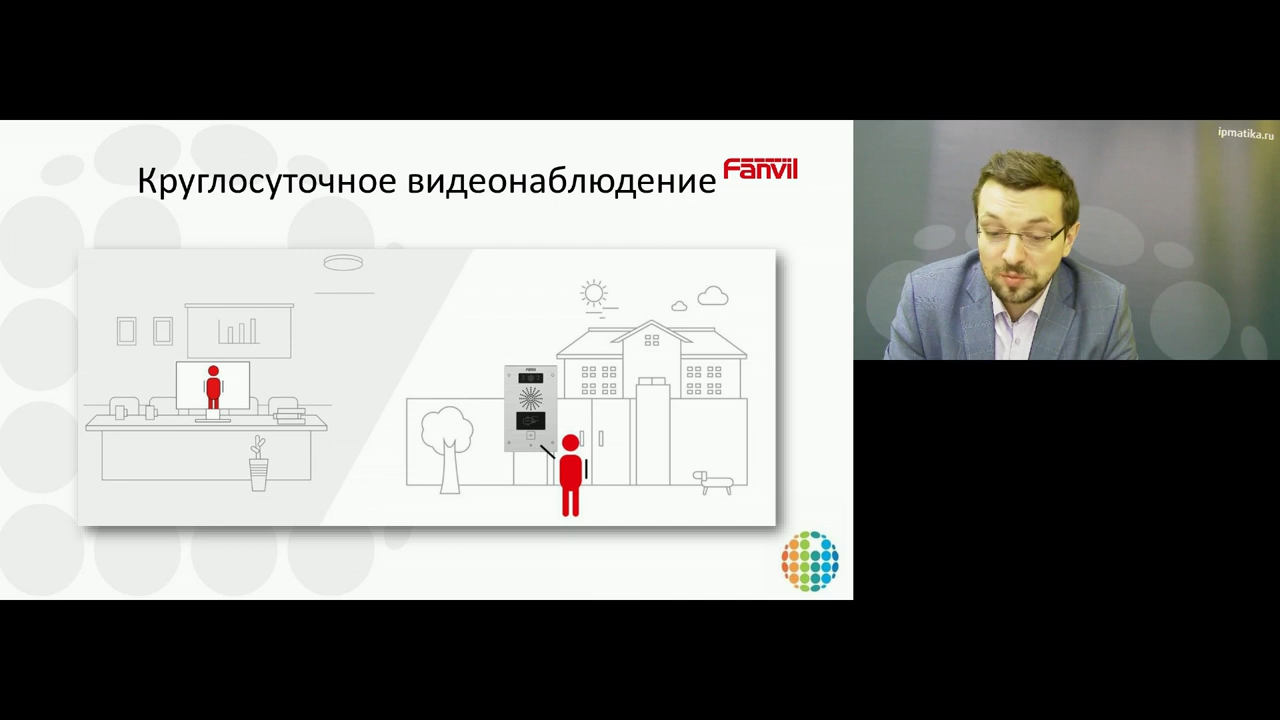 Круглосуточное видеонаблюдение
Fanvil
ipmatika.ru